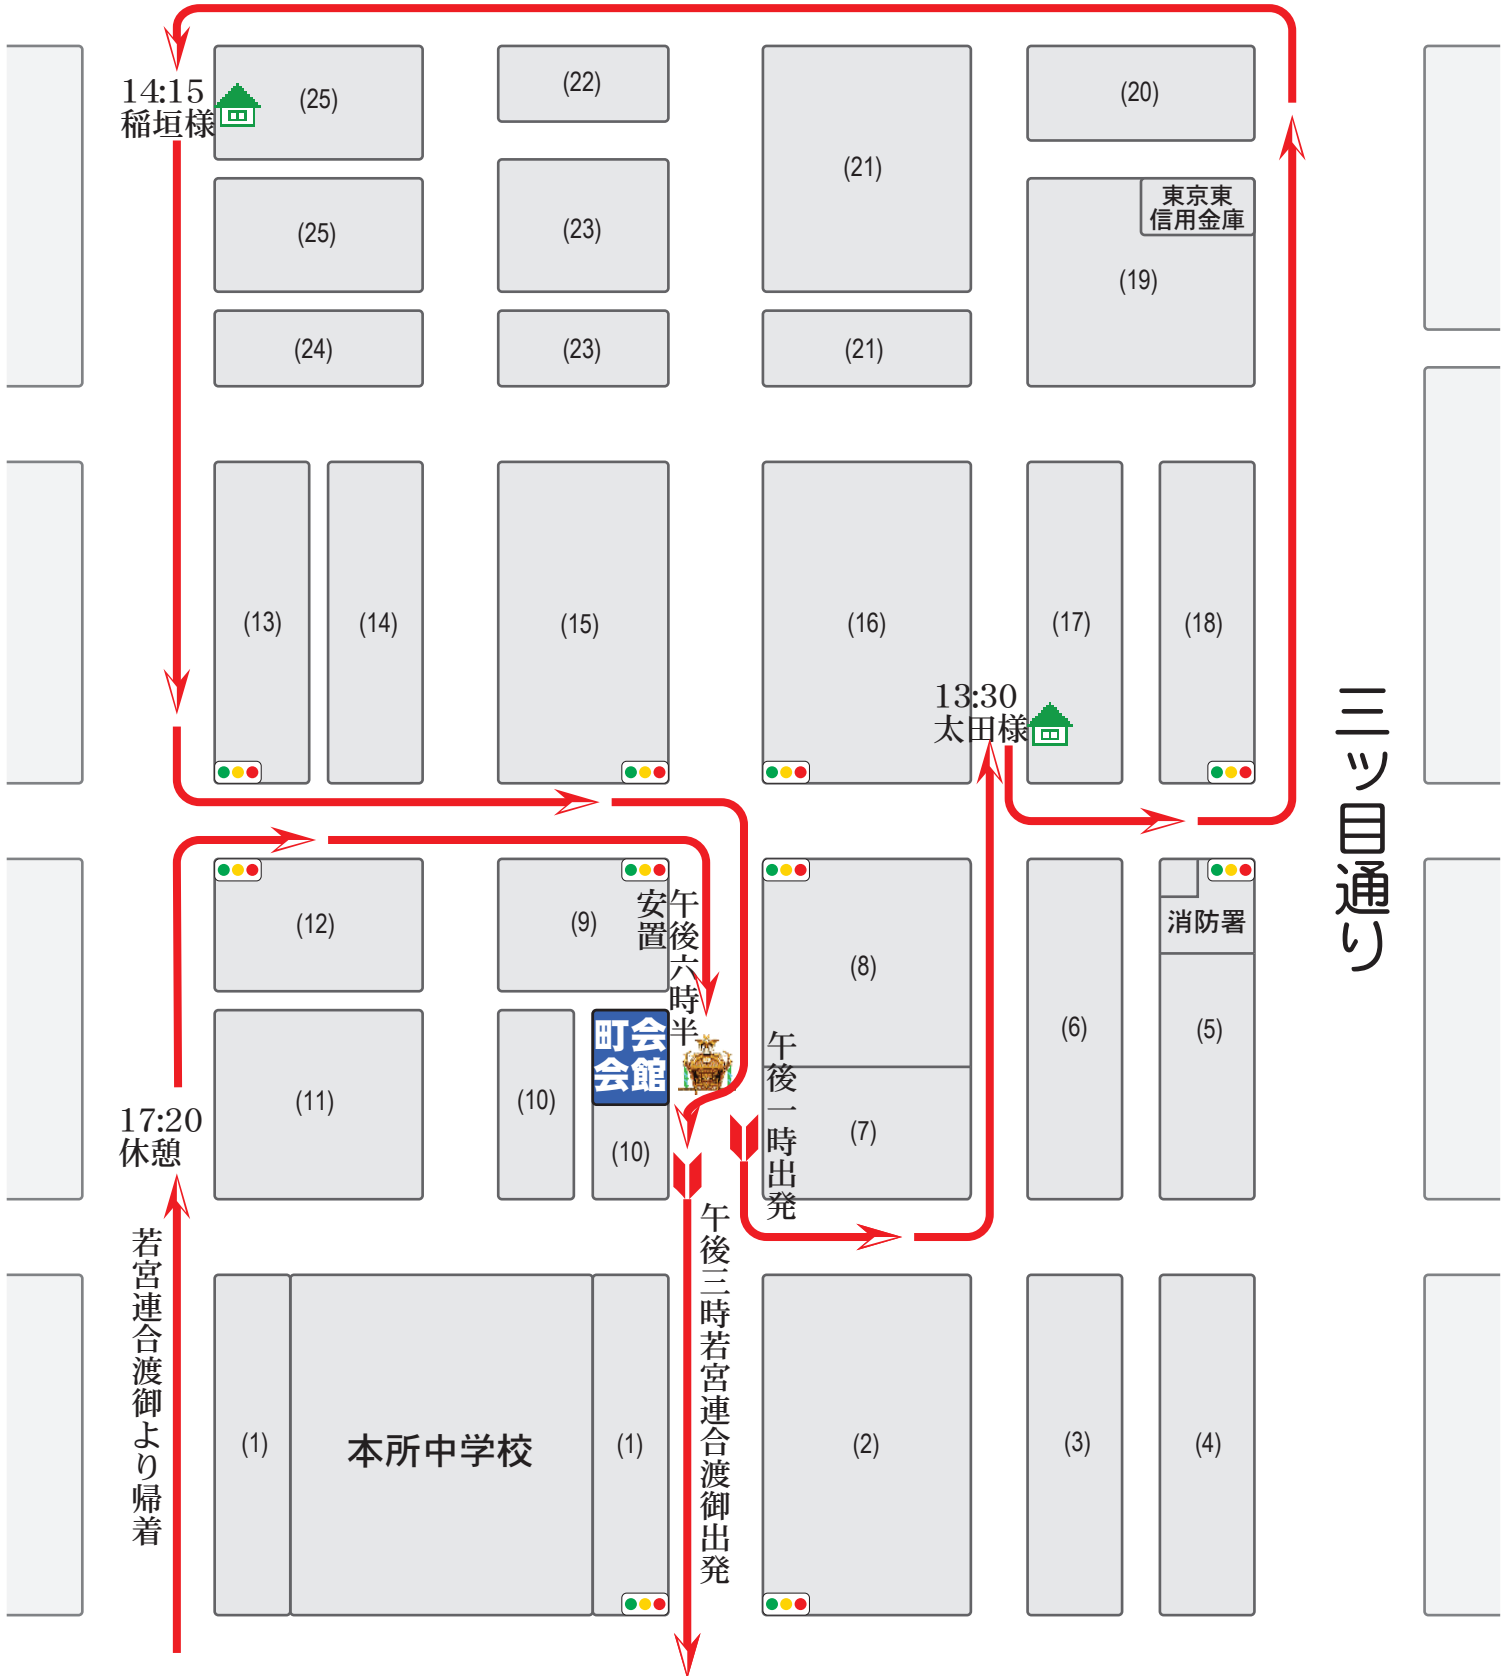 14:15
稲垣様
(25)
(22)
(21)
(20)
東京東
信用金庫
(25)
(23)
(19)
(24)
(23)
(21)
(13)
(14)
(15)
(16)
(17)
(18)
13:30
太田様
三ッ目通り
(12)
(9)
午後六時半
安置
(8)
消防署
(6)
(5)
町会
会館
(11)
(10)
(10)
(7)
午後一時出発
17:20
休憩
若宮連合渡御より帰着
午後三時若宮連合渡御出発
(1)
本所中学校
(1)
(2)
(3)
(4)